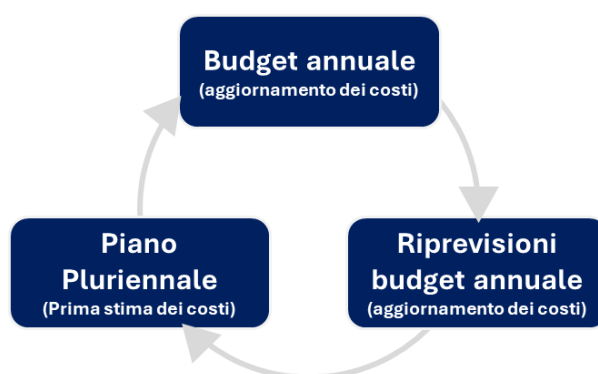 Budget annuale
(aggiornamento dei costi)
Piano
Pluriennale
(Prima stima dei costi)
Riprevisioni
budget annuale
(aggiornamento dei costi)